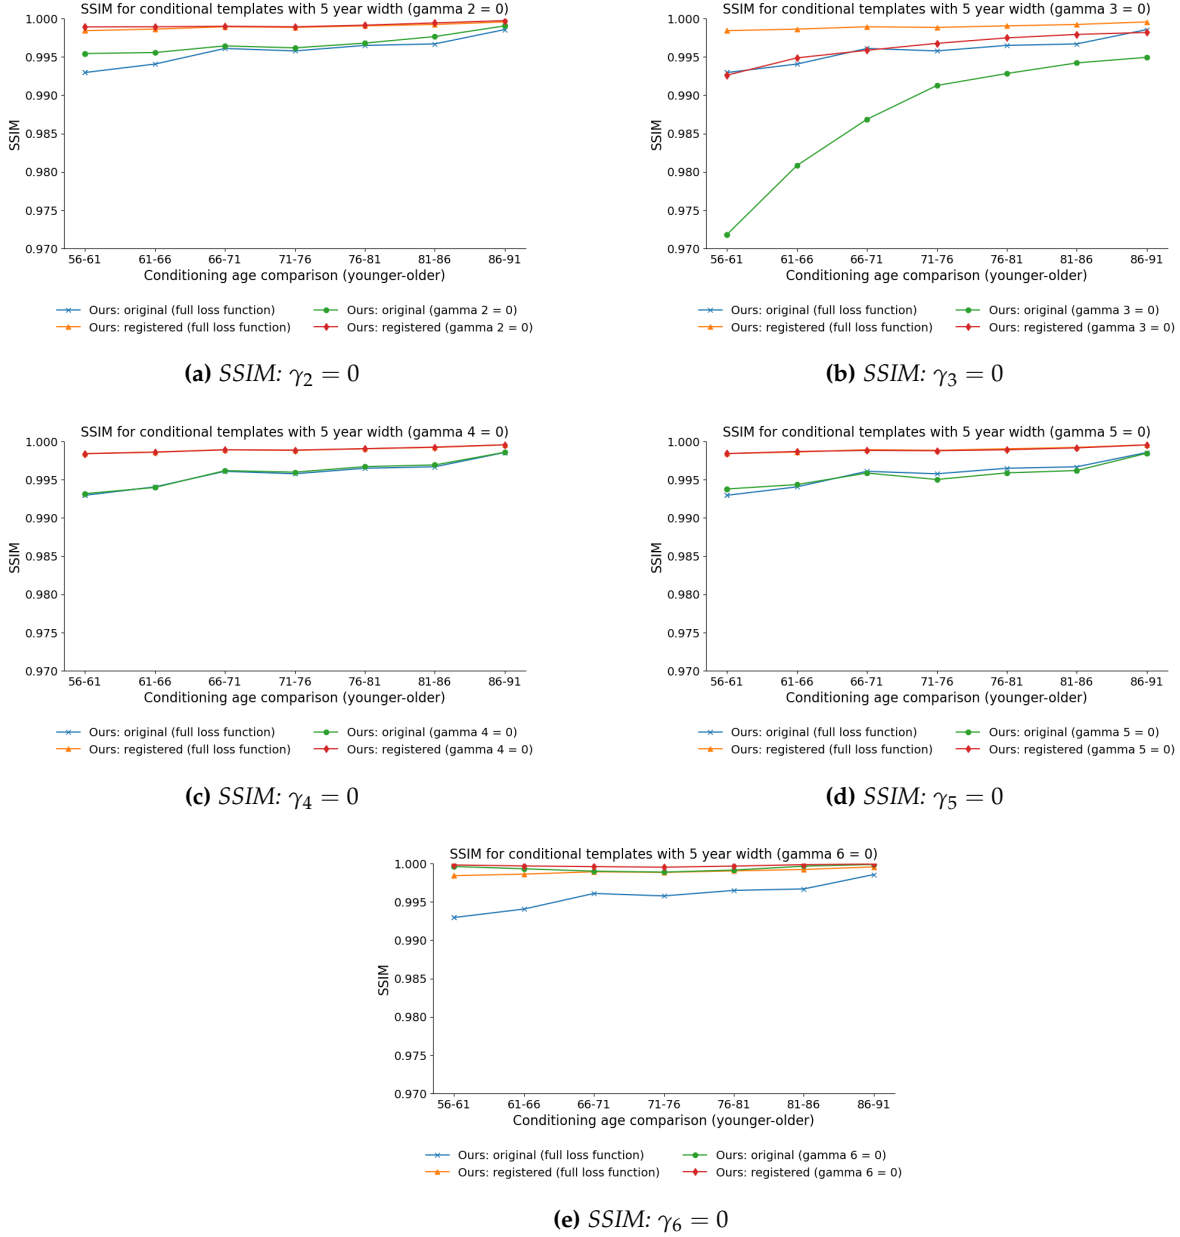 SSIM for conditional templates with 5 year width (gamma 2 = 0)
1.000
0.995
0.990
0.985
0.980
0.975
0.970
SSIM
56-61 61-66 66-71 71-76 76-81 81-86 86-91
Conditioning age comparison (younger-older)
Ours: original (full loss function) Ours: original (gamma 2 = 0)
Ours: registered (full loss function) Ours: registered (gamma 2 = 0)
(a) SSIM: γ₂ = 0
SSIM for conditional templates with 5 year width (gamma 3 = 0)
1.000
0.995
0.990
0.985
0.980
0.975
0.970
SSIM
56-61 61-66 66-71 71-76 76-81 81-86 86-91
Conditioning age comparison (younger-older)
Ours: original (full loss function) Ours: original (gamma 3 = 0)
Ours: registered (full loss function) Ours: registered (gamma 3 = 0)
(b) SSIM: γ₃ = 0
SSIM for conditional templates with 5 year width (gamma 4 = 0)
1.000
0.995
0.990
0.985
0.980
0.975
0.970
SSIM
56-61 61-66 66-71 71-76 76-81 81-86 86-91
Conditioning age comparison (younger-older)
Ours: original (full loss function) Ours: original (gamma 4 = 0)
Ours: registered (full loss function) Ours: registered (gamma 4 = 0)
(c) SSIM: γ₄ = 0
SSIM for conditional templates with 5 year width (gamma 5 = 0)
1.000
0.995
0.990
0.985
0.980
0.975
0.970
SSIM
56-61 61-66 66-71 71-76 76-81 81-86 86-91
Conditioning age comparison (younger-older)
Ours: original (full loss function) Ours: original (gamma 5 = 0)
Ours: registered (full loss function) Ours: registered (gamma 5 = 0)
(d) SSIM: γ₅ = 0
SSIM for conditional templates with 5 year width (gamma 6 = 0)
1.000
0.995
0.990
0.985
0.980
0.975
0.970
SSIM
56-61 61-66 66-71 71-76 76-81 81-86 86-91
Conditioning age comparison (younger-older)
Ours: original (full loss function) Ours: original (gamma 6 = 0)
Ours: registered (full loss function) Ours: registered (gamma 6 = 0)
(e) SSIM: γ₆ = 0